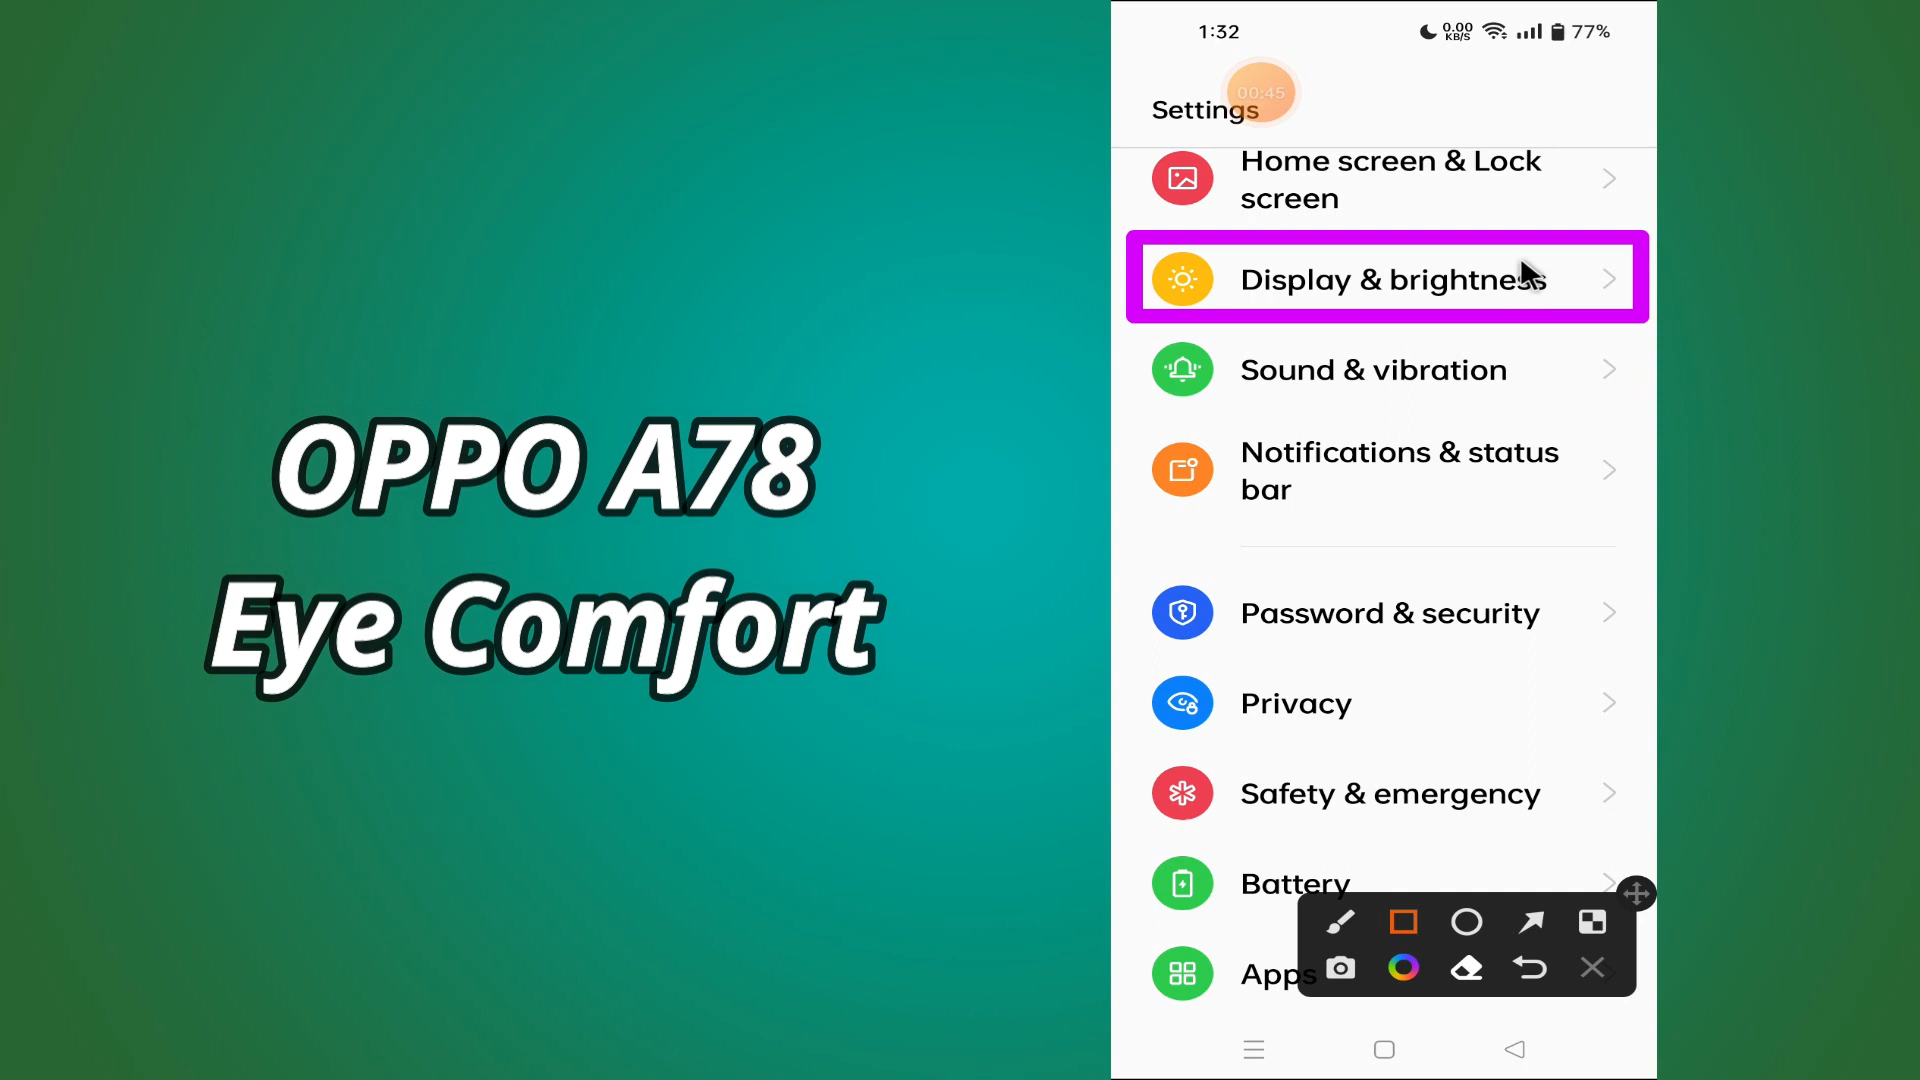 OPPO A78
Eye Comfort
1:32
0.00
KB/S
77%
00:45
Settings
Home screen & Lock
screen
Display & brightness
Sound & vibration
Notifications & status
bar
Password & security
Privacy
Safety & emergency
Battery
Apps